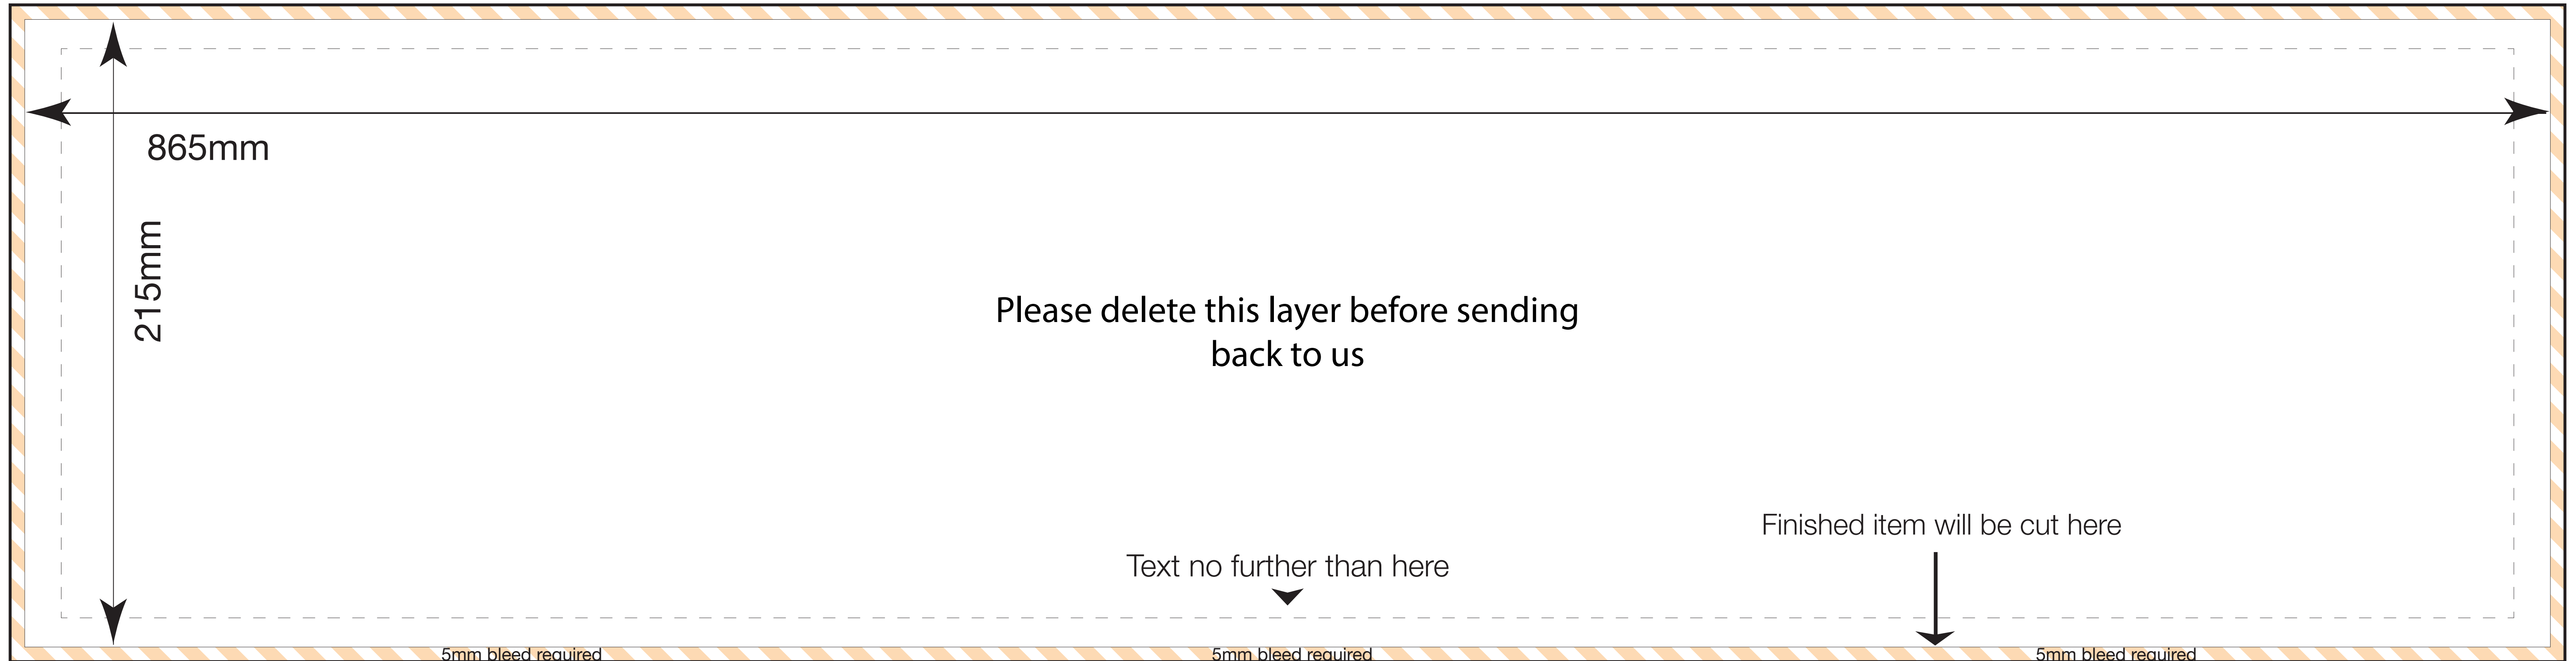 865mm
215mm
Please delete this layer before sending
back to us
Finished item will be cut here
Text no further than here
5mm bleed required
5mm bleed required
5mm bleed required